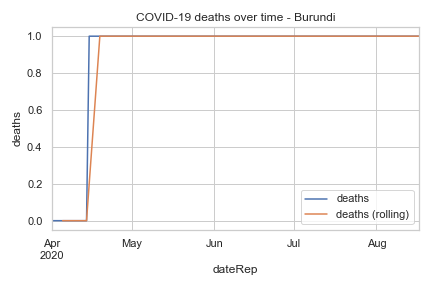 COVID-19 deaths over time - Burundi
deaths
1.0
0.8
0.6
0.4
0.2
0.0
deaths
deaths (rolling)
Apr May Jun Jul Aug
2020
dateRep